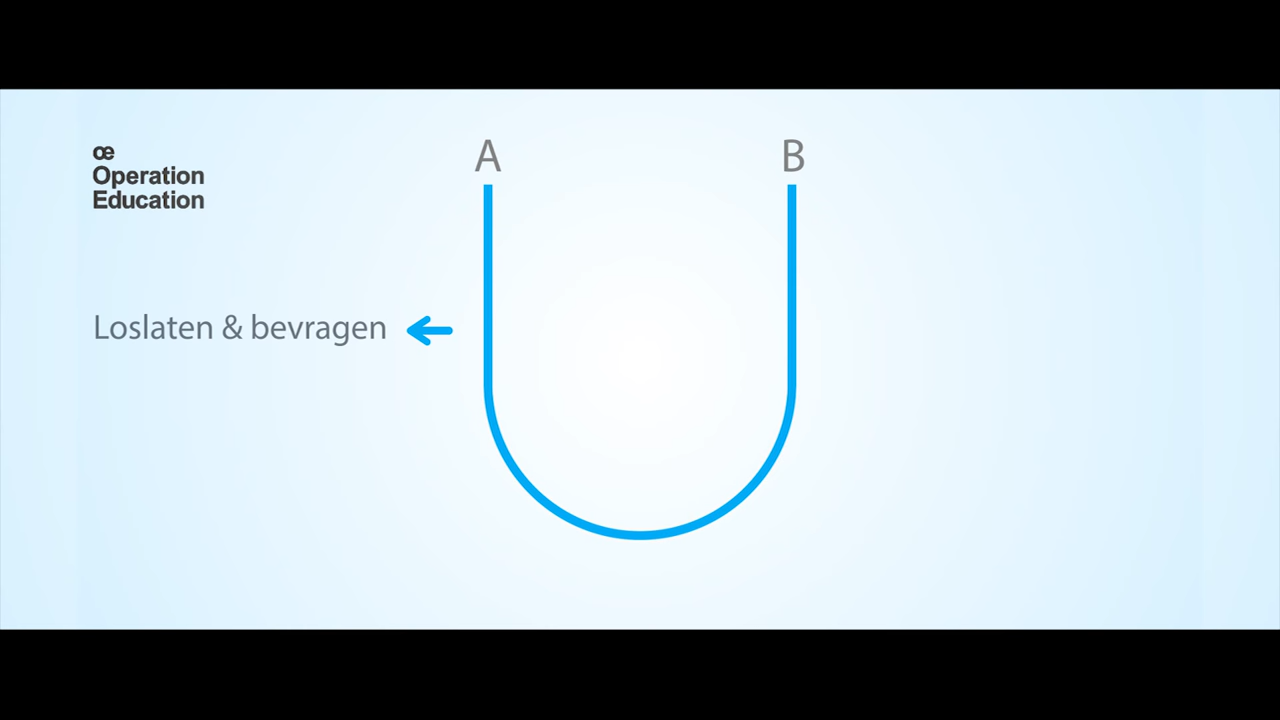 œ
Operation
Education
A
B
Loslaten & bevragen